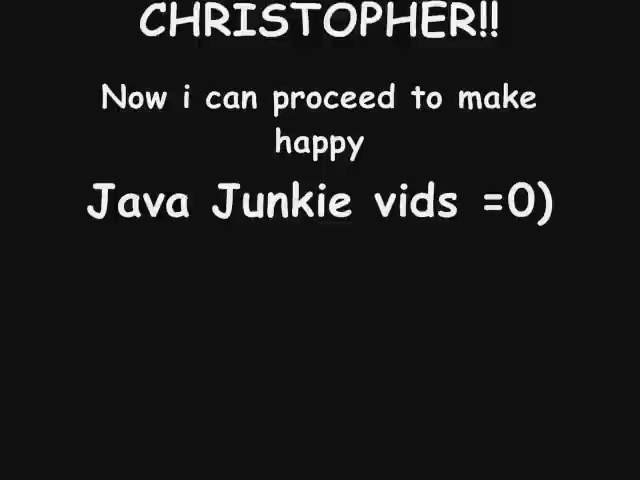 CHRISTOPHER!!
Now i can proceed to make
happy
Java Junkie vids =0)